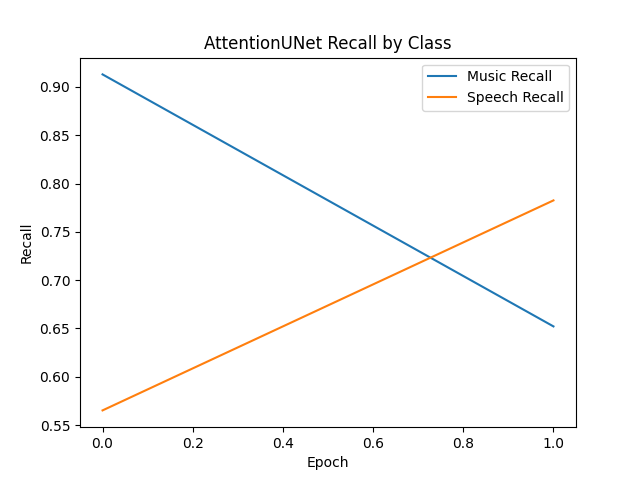 AttentionUNet Recall by Class
Music Recall
Speech Recall
0.90
0.85
0.80
0.75
0.70
0.65
0.60
0.55
Recall
0.0 0.2 0.4 0.6 0.8 1.0
Epoch